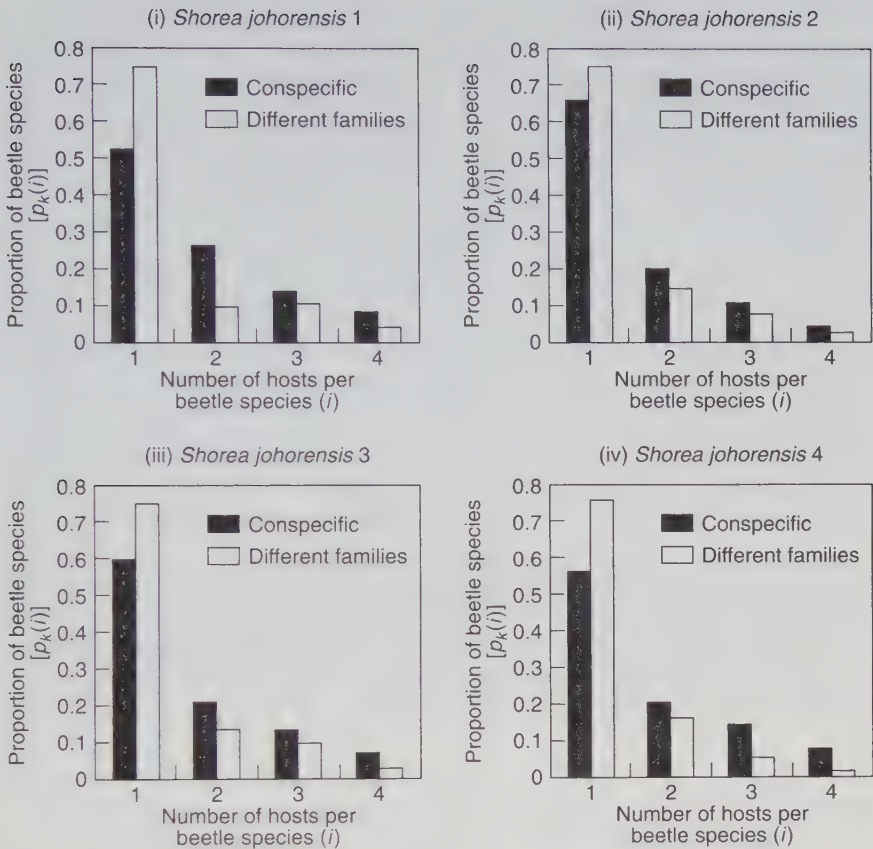 (i) Shorea johorensis 1
Proportion of beetle species
[pₖ(i)]
0.8
0.7
0.6
0.5
0.4
0.3
0.2
0.1
0
Conspecific
Different families
1 2 3 4
Number of hosts per
beetle species (i)
(ii) Shorea johorensis 2
Proportion of beetle species
[pₖ(i)]
0.8
0.7
0.6
0.5
0.4
0.3
0.2
0.1
0
Conspecific
Different families
1 2 3 4
Number of hosts per
beetle species (i)
(iii) Shorea johorensis 3
Proportion of beetle species
[pₖ(i)]
0.8
0.7
0.6
0.5
0.4
0.3
0.2
0.1
0
Conspecific
Different families
1 2 3 4
Number of hosts per
beetle species (i)
(iv) Shorea johorensis 4
Proportion of beetle species
[pₖ(i)]
0.8
0.7
0.6
0.5
0.4
0.3
0.2
0.1
0
Conspecific
Different families
1 2 3 4
Number of hosts per
beetle species (i)